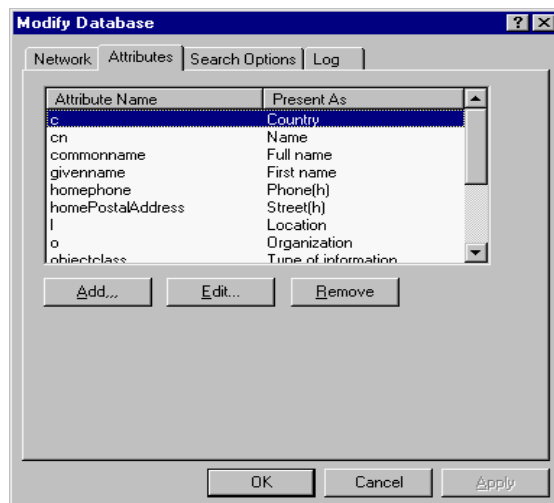 Modify Database
Network Attributes Search Options Log
Attribute Name Present As
c Country
cn Name
commonname Full name
givenname First name
homephone Phone(h)
homePostalAddress Street(h)
l Location
o Organization
objectclass Type of information
Add,,, Edit... Remove
OK Cancel Apply